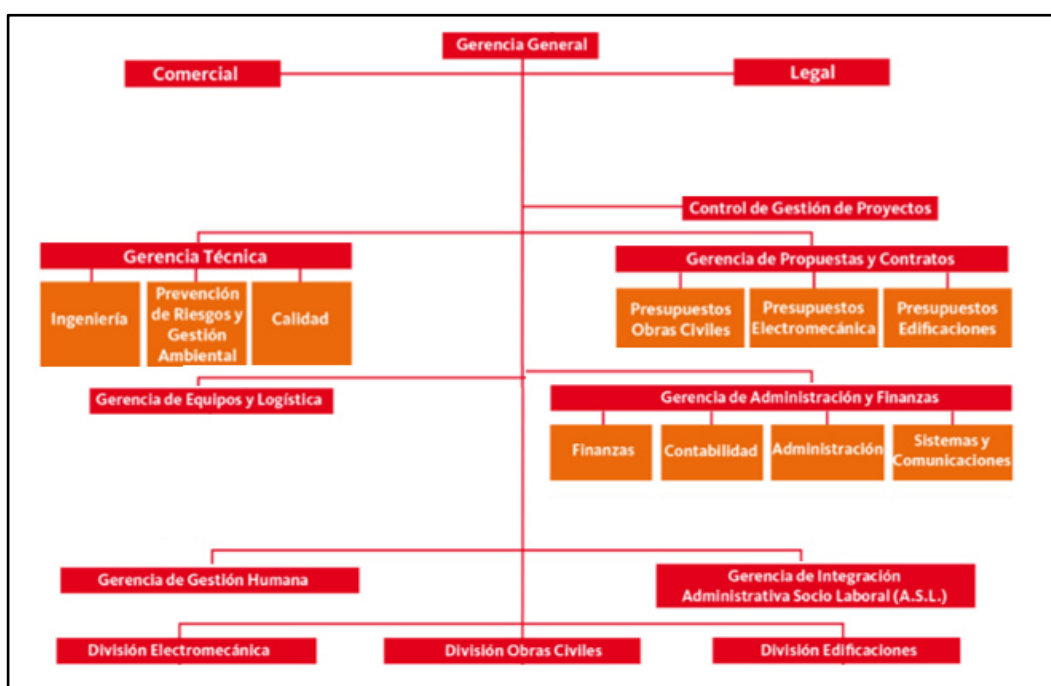 Gerencia General
Comercial
Legal
Control de Gestión de Proyectos
Gerencia Técnica
Ingeniería
Prevención
de Riesgos y
Gestión
Ambiental
Calidad
Gerencia de Propuestas y Contratos
Presupuestos
Obras Civiles
Presupuestos
Electromecánica
Presupuestos
Edificaciones
Gerencia de Equipos y Logística
Gerencia de Administración y Finanzas
Finanzas
Contabilidad
Administración
Sistemas y
Comunicaciones
Gerencia de Gestión Humana
Gerencia de Integración
Administrativa Socio Laboral (A.S.L.)
División Electromecánica
División Obras Civiles
División Edificaciones